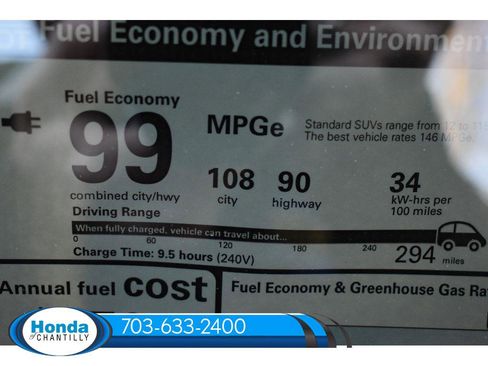 Fuel Economy and Environment
Fuel Economy
99
MPGe
Standard SUVs range from 12 to 115
The best vehicle rates 146 MPGe.
combined city/hwy
108
city
90
highway
34
kW-hrs per
100 miles
Driving Range
When fully charged, vehicle can travel about...
0 60 120 180 240 294 miles
Charge Time: 9.5 hours (240V)
Annual fuel cost
Fuel Economy & Greenhouse Gas Ra
Honda
of CHANTILLY
703-633-2400